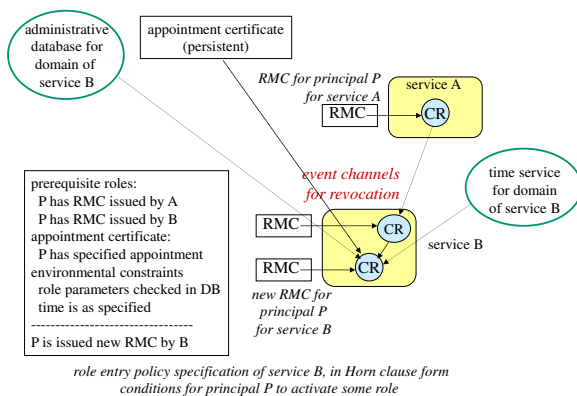 administrative
database for
domain of
service B
appointment certificate
(persistent)
RMC for principal P
for service A
service A
RMC
CR
event channels
for revocation
time service
for domain
of service B
prerequisite roles:
P has RMC issued by A
P has RMC issued by B
appointment certificate:
P has specified appointment
environmental constraints
role parameters checked in DB
time is as specified
----------------------------------
P is issued new RMC by B
RMC
CR
service B
RMC
CR
new RMC for
principal P
for service B
role entry policy specification of service B, in Horn clause form
conditions for principal P to activate some role